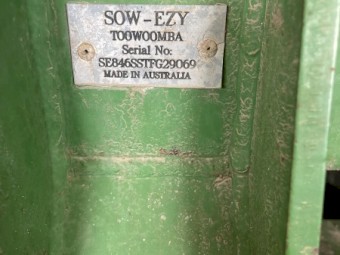 SOW-EZY
TOOWOOMBA
Serial No:
SE846SSTFG29069
MADE IN AUSTRALIA